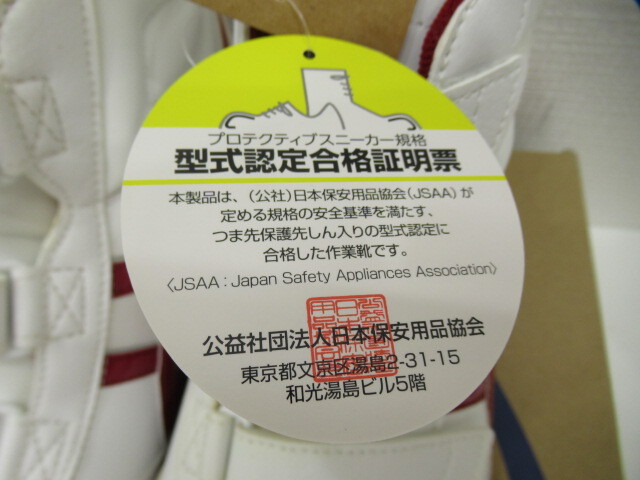 プロテクティブスニーカー規格
型式認定合格証明票
本製品は、(公社)日本保安用品協会(JSAA)が
定める規格の安全基準を満たす、
つま先保護先しん入りの型式認定に
合格した作業靴です。
〈JSAA : Japan Safety Appliances Association〉
公益社団法人日本保安用品協会
東京都文京区湯島2-31-15
和光湯島ビル5階